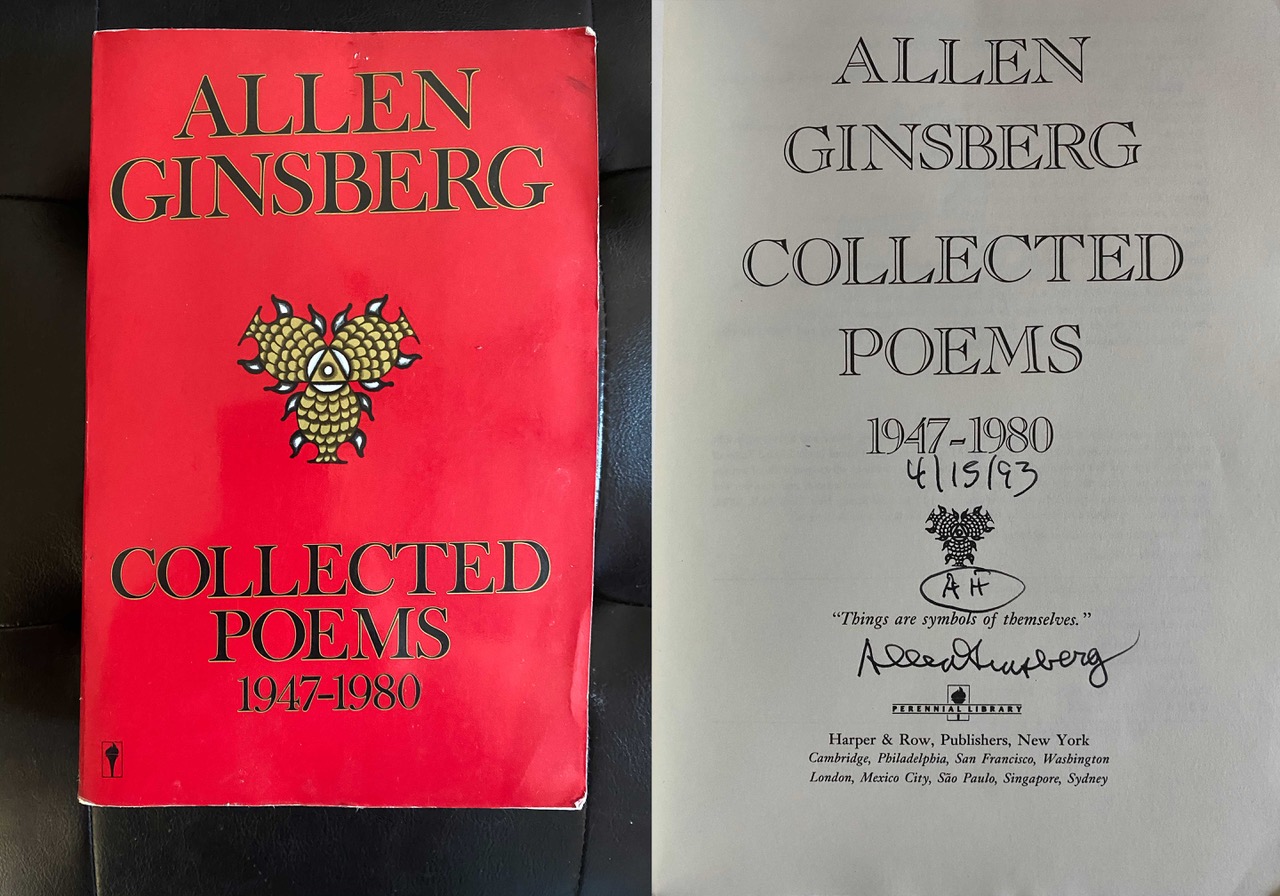 ALLEN
GINSBERG
COLLECTED
POEMS
1947-1980
ALLEN
GINSBERG
COLLECTED
POEMS
1947-1980
4/15/93
AH
“Things are symbols of themselves.”
Allen Ginsberg
PERENNIAL LIBRARY
Harper & Row, Publishers, New York
Cambridge, Philadelphia, San Francisco, Washington
London, Mexico City, São Paulo, Singapore, Sydney